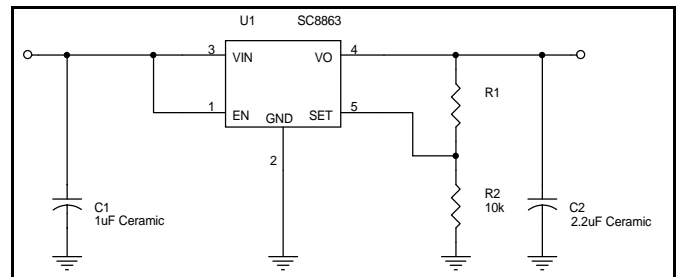 U1 SC8863
3 VIN VO 4
R1
1 EN GND SET 5
2
C1
1uF Ceramic
R2
10k
C2
2.2uF Ceramic